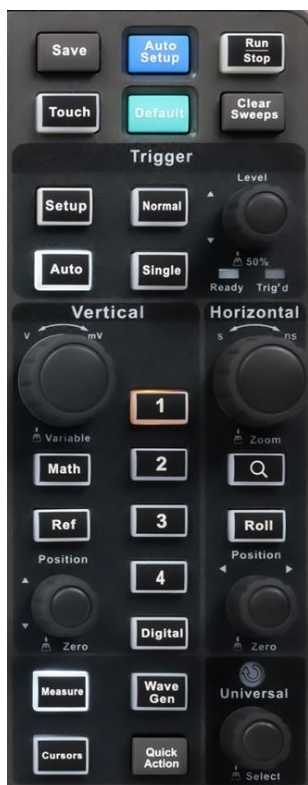 Save
Auto
Setup
Run
Stop
Touch
Default
Clear
Sweeps
Trigger
Level
Setup
Normal
Auto
Single
50%
Ready
Trig'd
Vertical
Horizontal
V
mV
s
ns
Variable
1
Zoom
Math
2
Ref
3
Roll
Position
4
Position
Zero
Digital
Zero
Measure
Wave
Gen
Universal
Cursors
Quick
Action
Select